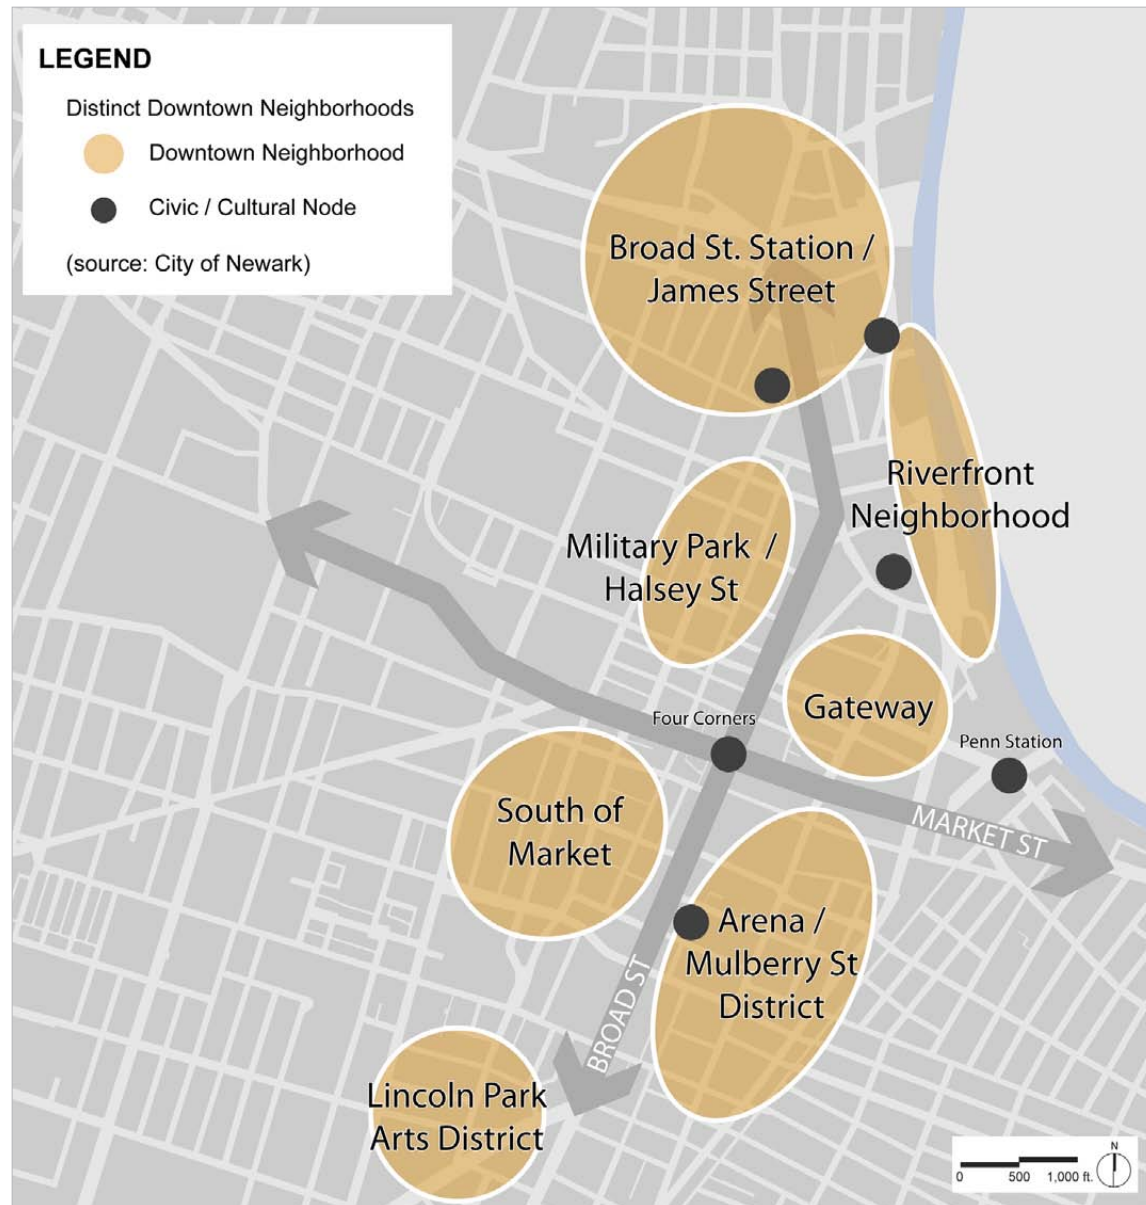 LEGEND
Distinct Downtown Neighborhoods
Downtown Neighborhood
Civic / Cultural Node
(source: City of Newark)
Broad St. Station /
James Street
Riverfront
Neighborhood
Military Park /
Halsey St
Gateway
Four Corners
Penn Station
South of
Market
MARKET ST
Arena /
Mulberry St
District
BROAD ST
Lincoln Park
Arts District
N
0 500 1,000 ft.